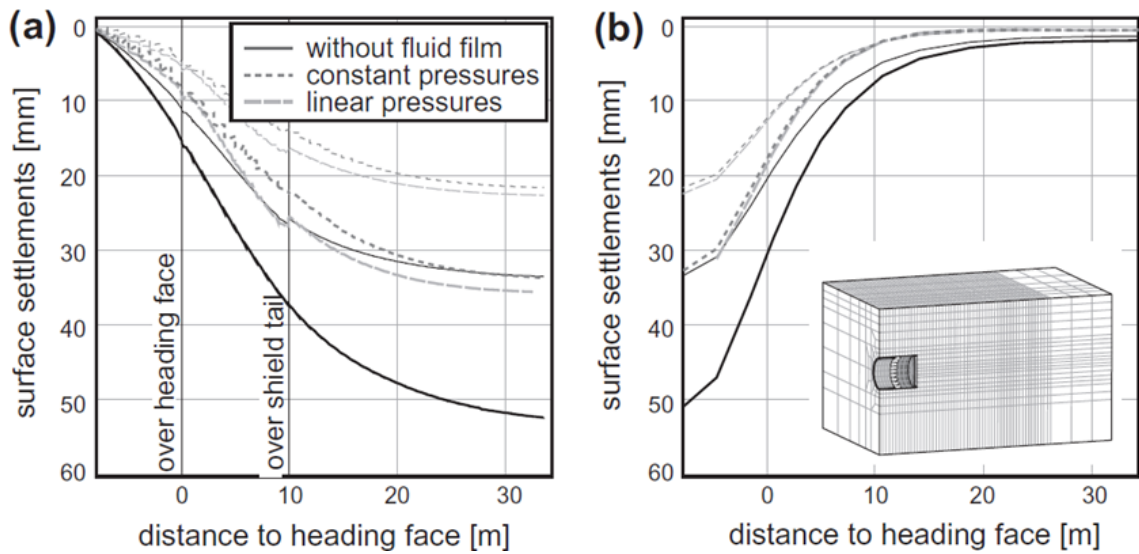 (a)
without fluid film
constant pressures
linear pressures
surface settlements [mm]
0
10
20
30
40
50
60
over heading face
over shield tail
0
10
20
30
distance to heading face [m]
(b)
surface settlements [mm]
0
10
20
30
40
50
60
0
10
20
30
distance to heading face [m]